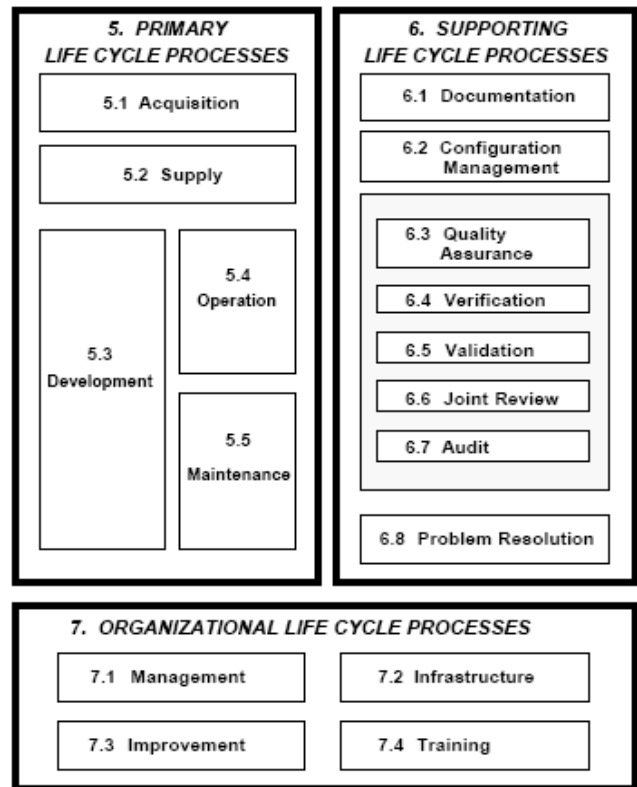 5. PRIMARY
LIFE CYCLE PROCESSES
5.1 Acquisition
5.2 Supply
5.3
Development
5.4
Operation
5.5
Maintenance
6. SUPPORTING
LIFE CYCLE PROCESSES
6.1 Documentation
6.2 Configuration
Management
6.3 Quality
Assurance
6.4 Verification
6.5 Validation
6.6 Joint Review
6.7 Audit
6.8 Problem Resolution
7. ORGANIZATIONAL LIFE CYCLE PROCESSES
7.1 Management
7.2 Infrastructure
7.3 Improvement
7.4 Training